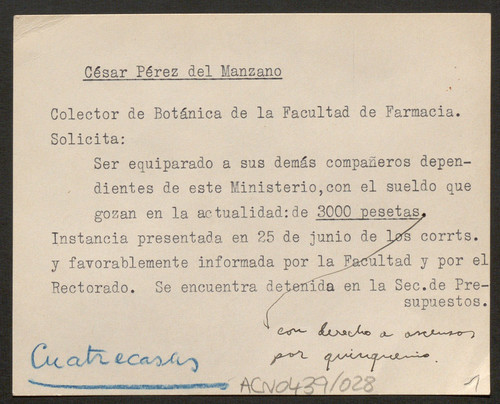 César Pérez del Manzano
Colector de Botánica de la Facultad de Farmacia.
Solicita:
Ser equiparado a sus demás compañeros depen-
dientes de este Ministerio,con el sueldo que
gozan en la actualidad:de 3000 pesetas.
Instancia presentada en 25 de junio de los corrts.
y favorablemente informada por la Facultad y por el
Rectorado. Se encuentra detenida en la Sec.de Pre-
supuestos.
con derecho a ascensos
por quinquenio.
Cuatrecasas
ACN0439/028
1